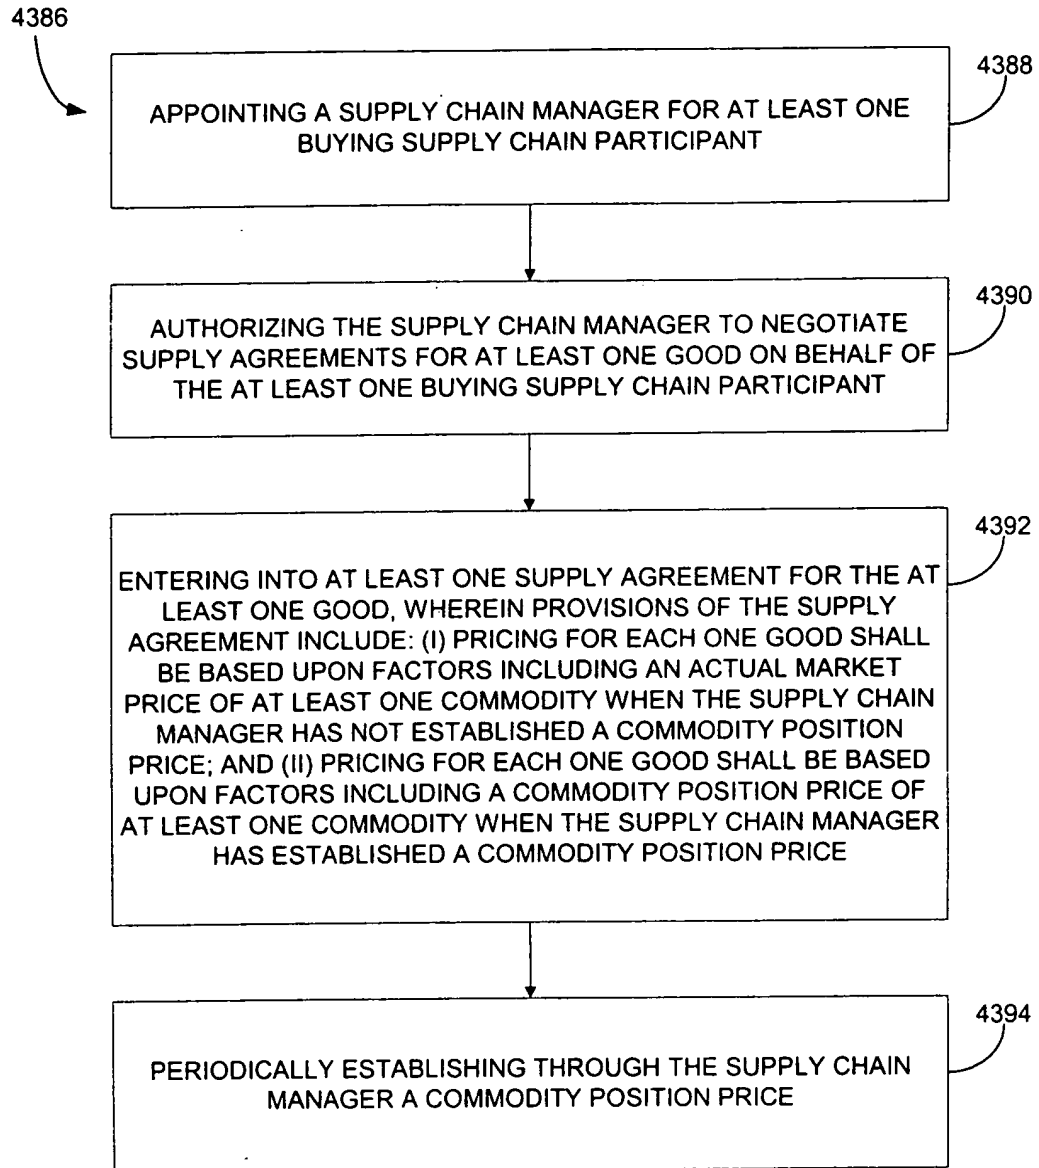 4386
4388
APPOINTING A SUPPLY CHAIN MANAGER FOR AT LEAST ONE
BUYING SUPPLY CHAIN PARTICIPANT
4390
AUTHORIZING THE SUPPLY CHAIN MANAGER TO NEGOTIATE
SUPPLY AGREEMENTS FOR AT LEAST ONE GOOD ON BEHALF OF
THE AT LEAST ONE BUYING SUPPLY CHAIN PARTICIPANT
4392
ENTERING INTO AT LEAST ONE SUPPLY AGREEMENT FOR THE AT
LEAST ONE GOOD, WHEREIN PROVISIONS OF THE SUPPLY
AGREEMENT INCLUDE: (I) PRICING FOR EACH ONE GOOD SHALL
BE BASED UPON FACTORS INCLUDING AN ACTUAL MARKET
PRICE OF AT LEAST ONE COMMODITY WHEN THE SUPPLY CHAIN
MANAGER HAS NOT ESTABLISHED A COMMODITY POSITION
PRICE; AND (II) PRICING FOR EACH ONE GOOD SHALL BE BASED
UPON FACTORS INCLUDING A COMMODITY POSITION PRICE OF
AT LEAST ONE COMMODITY WHEN THE SUPPLY CHAIN MANAGER
HAS ESTABLISHED A COMMODITY POSITION PRICE
4394
PERIODICALLY ESTABLISHING THROUGH THE SUPPLY CHAIN
MANAGER A COMMODITY POSITION PRICE